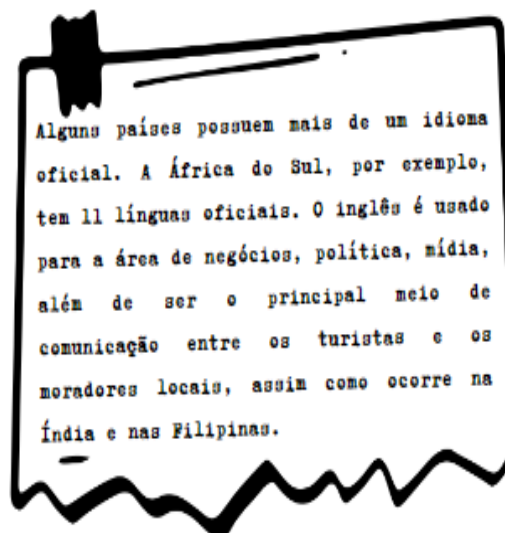 Alguns países possuem mais de um idioma
oficial. A África do Sul, por exemplo,
tem 11 línguas oficiais. O inglês é usado
para a área de negócios, política, mídia,
além de ser o principal meio de
comunicação entre os turistas e os
moradores locais, assim como ocorre na
Índia e nas Filipinas.